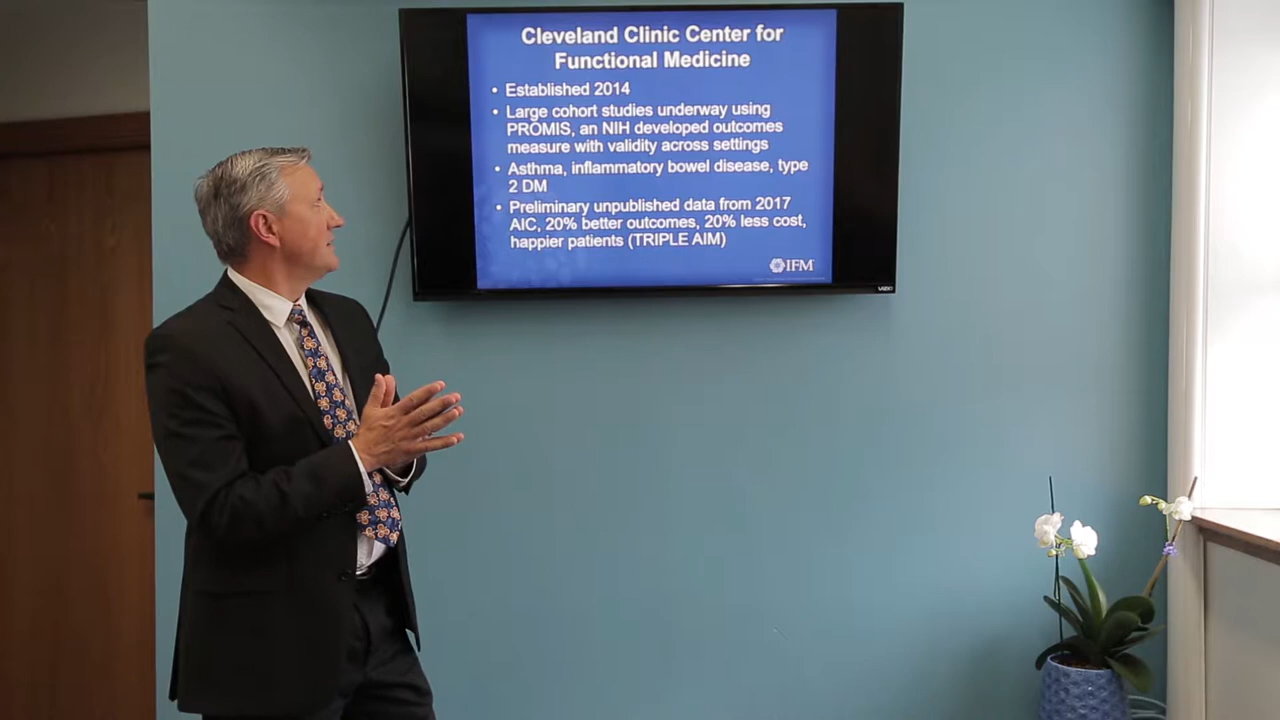 Cleveland Clinic Center for
Functional Medicine
• Established 2014
• Large cohort studies underway using
PROMIS, an NIH developed outcomes
measure with validity across settings
• Asthma, inflammatory bowel disease, type
2 DM
• Preliminary unpublished data from 2017
AIC, 20% better outcomes, 20% less cost,
happier patients (TRIPLE AIM)
IFM
VIZIO